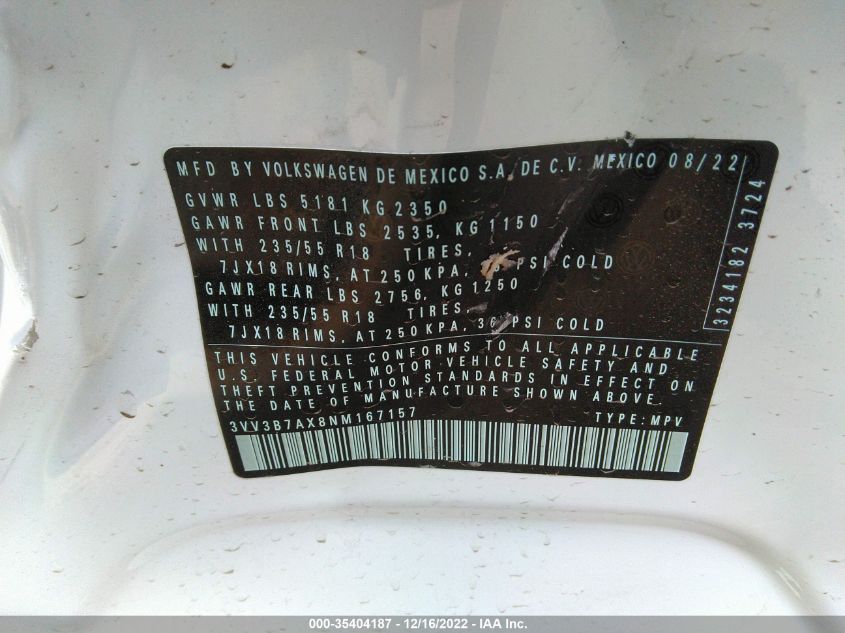 MFD BY VOLKSWAGEN DE MEXICO S.A. DE C.V. MEXICO 08/22
GVWR LBS 5181 KG 2350
GAWR FRONT LBS 2535, KG 1150
WITH 235/55 R18 TIRES,
7JX18 RIMS, AT 250 KPA, PSI COLD
GAWR REAR LBS 2756, KG 1250
WITH 235/55 R18 TIRES,
7JX18 RIMS, AT 250 KPA, 36 PSI COLD
3234182 3724
THIS VEHICLE CONFORMS TO ALL APPLICABLE
U.S. FEDERAL MOTOR VEHICLE SAFETY AND
THEFT PREVENTION STANDARDS IN EFFECT ON
THE DATE OF MANUFACTURE SHOWN ABOVE.
3VV3B7AX8NM167157 TYPE: MPV
000-35404187 - 12/16/2022 - IAA Inc.